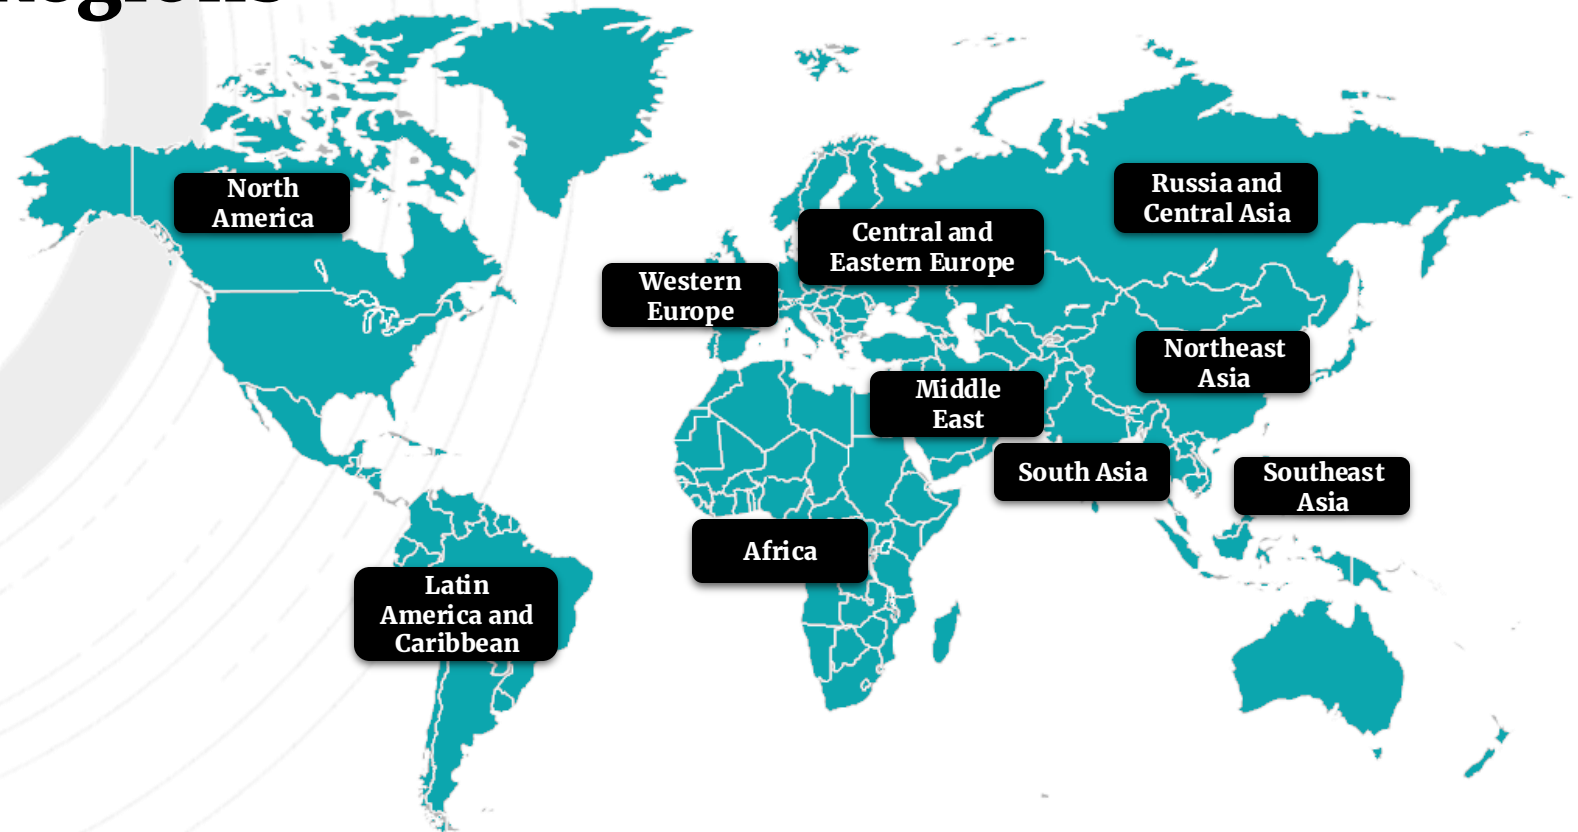 Regions
North
America
Russia and
Central Asia
Central and
Eastern Europe
Western
Europe
Northeast
Asia
Middle
East
South Asia
Southeast
Asia
Africa
Latin
America and
Caribbean